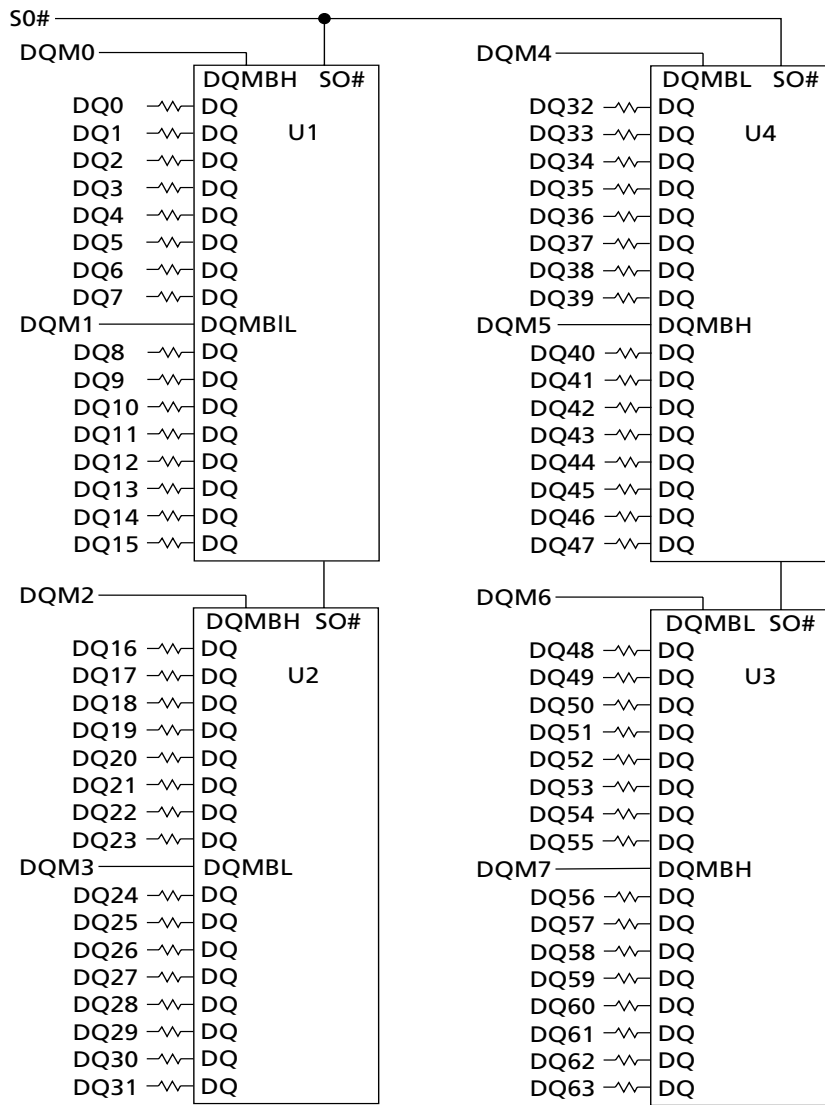 S0#
DQM0
DQMBH SO#
DQ0 DQ
U1
DQ1 DQ
DQ2 DQ
DQ3 DQ
DQ4 DQ
DQ5 DQ
DQ6 DQ
DQ7 DQ
DQM1 DQMBlL
DQ8 DQ
DQ9 DQ
DQ10 DQ
DQ11 DQ
DQ12 DQ
DQ13 DQ
DQ14 DQ
DQ15 DQ
DQM2
DQMBH SO#
DQ16 DQ
DQ17 DQ U2
DQ18 DQ
DQ19 DQ
DQ20 DQ
DQ21 DQ
DQ22 DQ
DQ23 DQ
DQM3 DQMBL
DQ24 DQ
DQ25 DQ
DQ26 DQ
DQ27 DQ
DQ28 DQ
DQ29 DQ
DQ30 DQ
DQ31 DQ
DQM4
DQMBL SO#
DQ32 DQ
DQ33 DQ U4
DQ34 DQ
DQ35 DQ
DQ36 DQ
DQ37 DQ
DQ38 DQ
DQ39 DQ
DQM5 DQMBH
DQ40 DQ
DQ41 DQ
DQ42 DQ
DQ43 DQ
DQ44 DQ
DQ45 DQ
DQ46 DQ
DQ47 DQ
DQM6
DQMBL SO#
DQ48 DQ
DQ49 DQ U3
DQ50 DQ
DQ51 DQ
DQ52 DQ
DQ53 DQ
DQ54 DQ
DQ55 DQ
DQM7 DQMBH
DQ56 DQ
DQ57 DQ
DQ58 DQ
DQ59 DQ
DQ60 DQ
DQ61 DQ
DQ62 DQ
DQ63 DQ